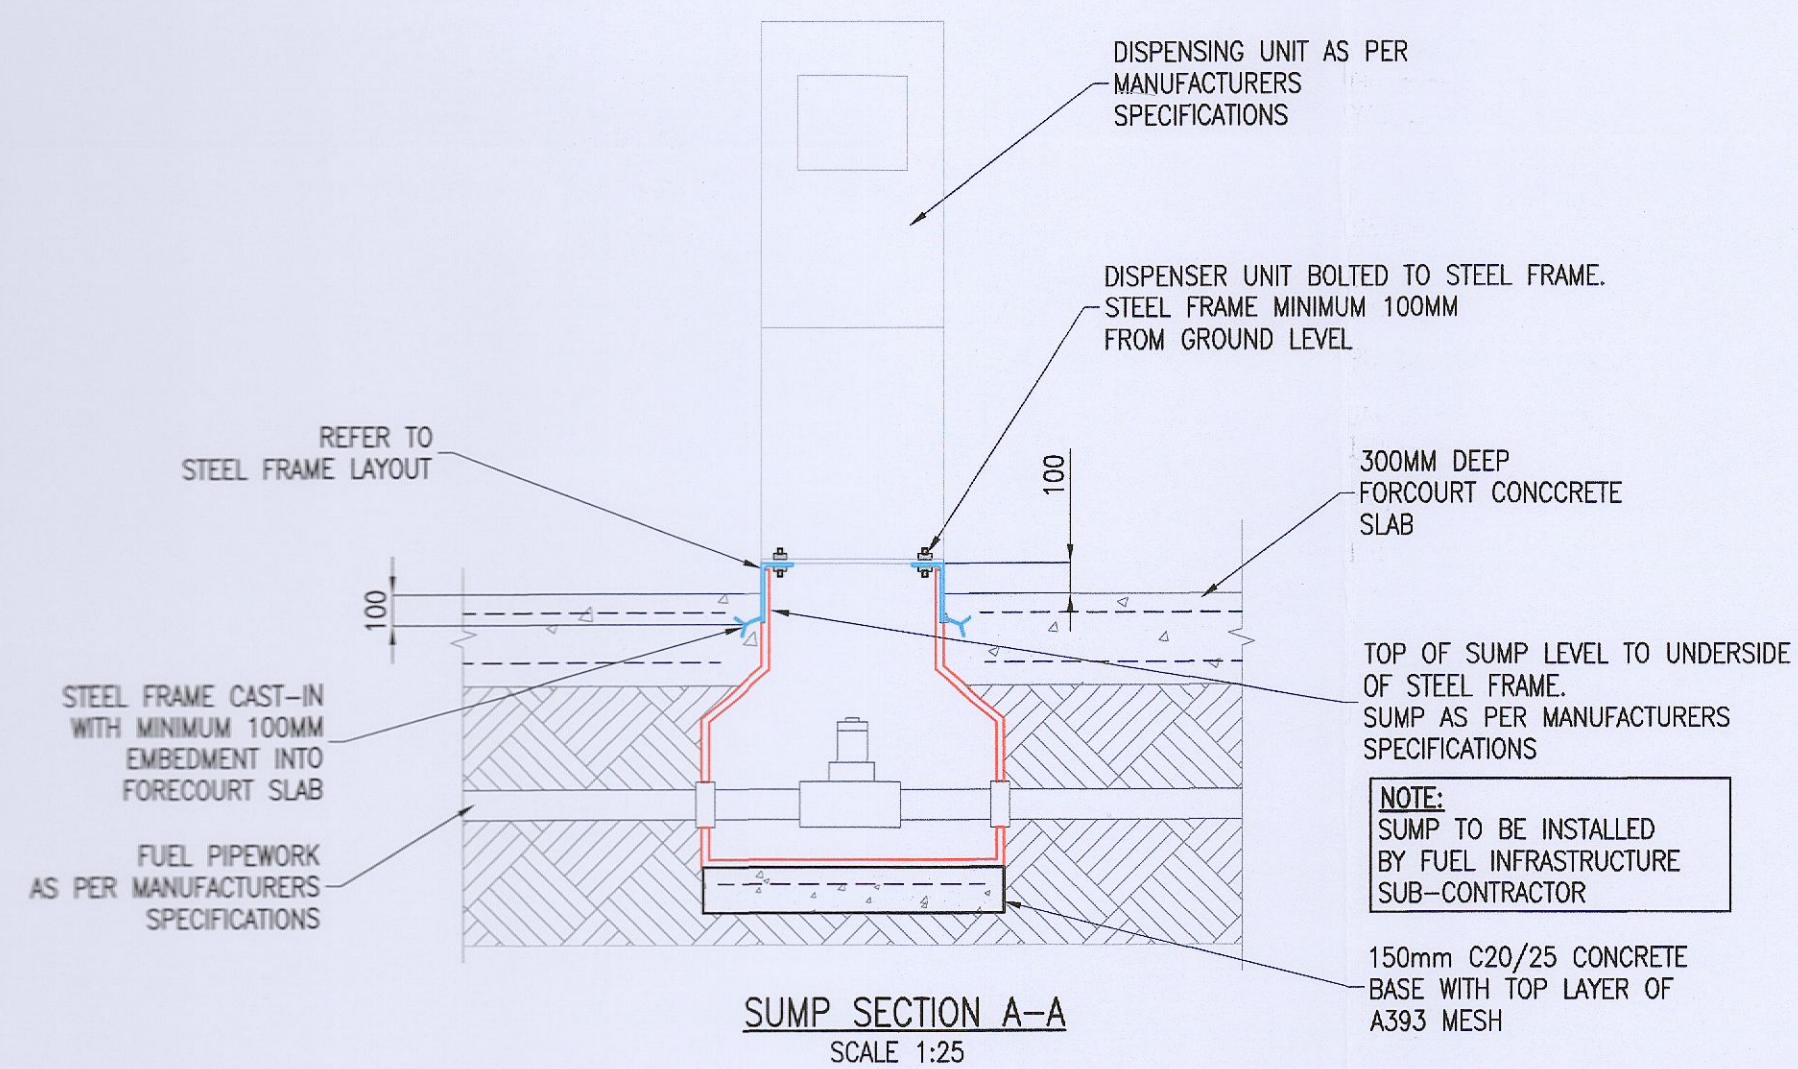 DISPENSING UNIT AS PER
MANUFACTURERS
SPECIFICATIONS
DISPENSER UNIT BOLTED TO STEEL FRAME.
STEEL FRAME MINIMUM 100MM
FROM GROUND LEVEL
REFER TO
STEEL FRAME LAYOUT
100
300MM DEEP
FORCOURT CONCCRETE
SLAB
100
STEEL FRAME CAST-IN
WITH MINIMUM 100MM
EMBEDMENT INTO
FORECOURT SLAB
TOP OF SUMP LEVEL TO UNDERSIDE
OF STEEL FRAME.
SUMP AS PER MANUFACTURERS
SPECIFICATIONS
NOTE:
SUMP TO BE INSTALLED
BY FUEL INFRASTRUCTURE
SUB-CONTRACTOR
FUEL PIPEWORK
AS PER MANUFACTURERS
SPECIFICATIONS
150mm C20/25 CONCRETE
BASE WITH TOP LAYER OF
A393 MESH
SUMP SECTION A-A
SCALE 1:25